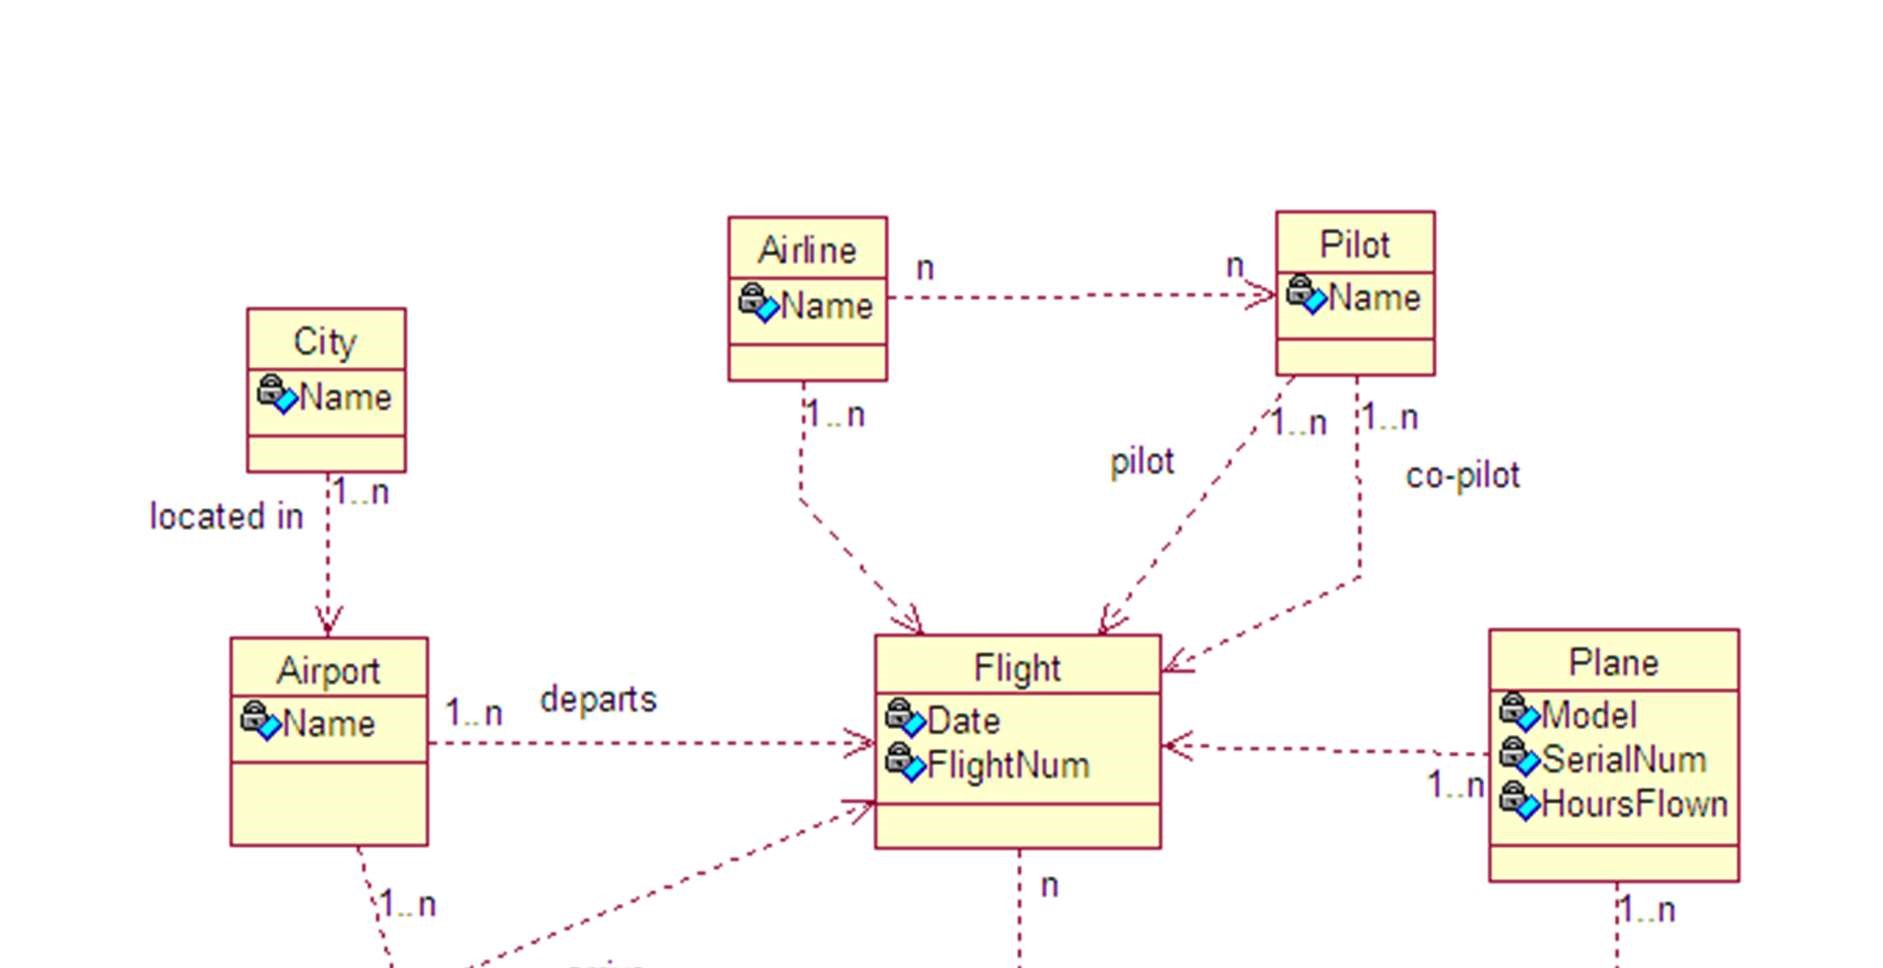 Airline
Name
n
n
Pilot
Name
City
Name
1..n
located in
1..n
1..n
pilot
1..n
co-pilot
Airport
Name
1..n
departs
Flight
Date
FlightNum
Plane
Model
SerialNum
HoursFlown
1..n
1..n
n
1..n